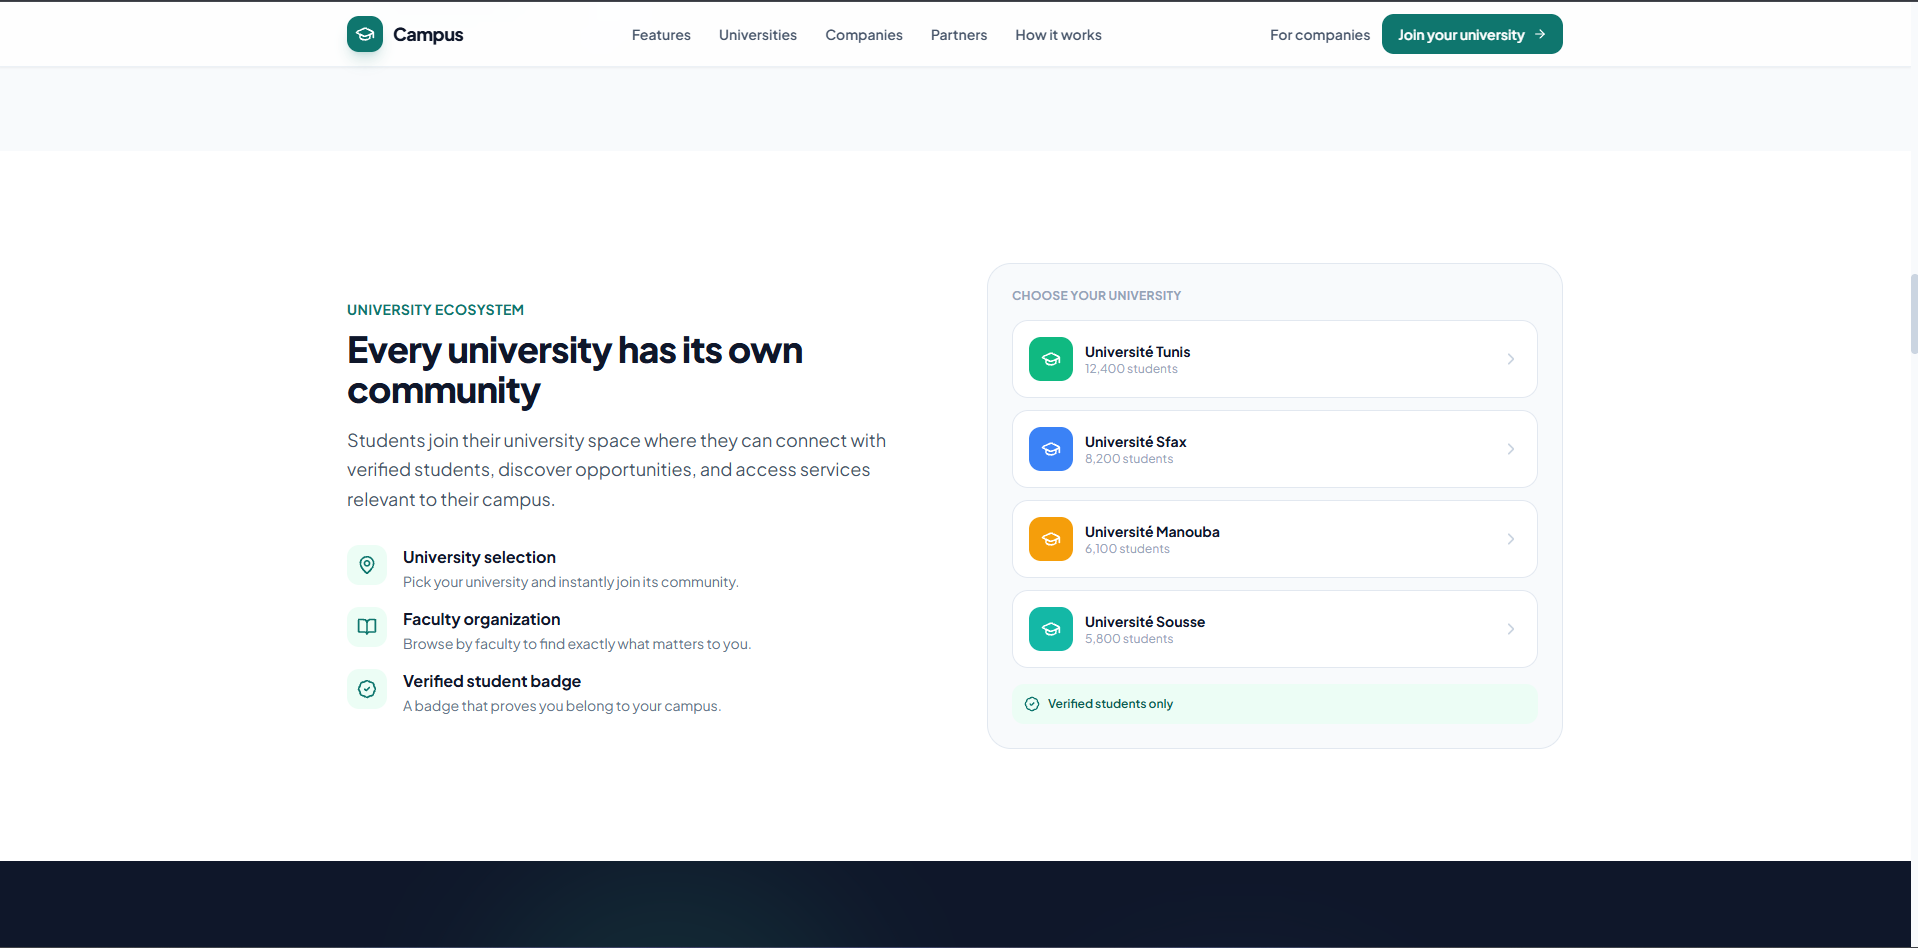 Campus
Features
Universities
Companies
Partners
How it works
For companies
Join your university
UNIVERSITY ECOSYSTEM
Every university has its own
community
Students join their university space where they can connect with
verified students, discover opportunities, and access services
relevant to their campus.
University selection
Pick your university and instantly join its community.
Faculty organization
Browse by faculty to find exactly what matters to you.
Verified student badge
A badge that proves you belong to your campus.
CHOOSE YOUR UNIVERSITY
Université Tunis
12,400 students
Université Sfax
8,200 students
Université Manouba
6,100 students
Université Sousse
5,800 students
Verified students only